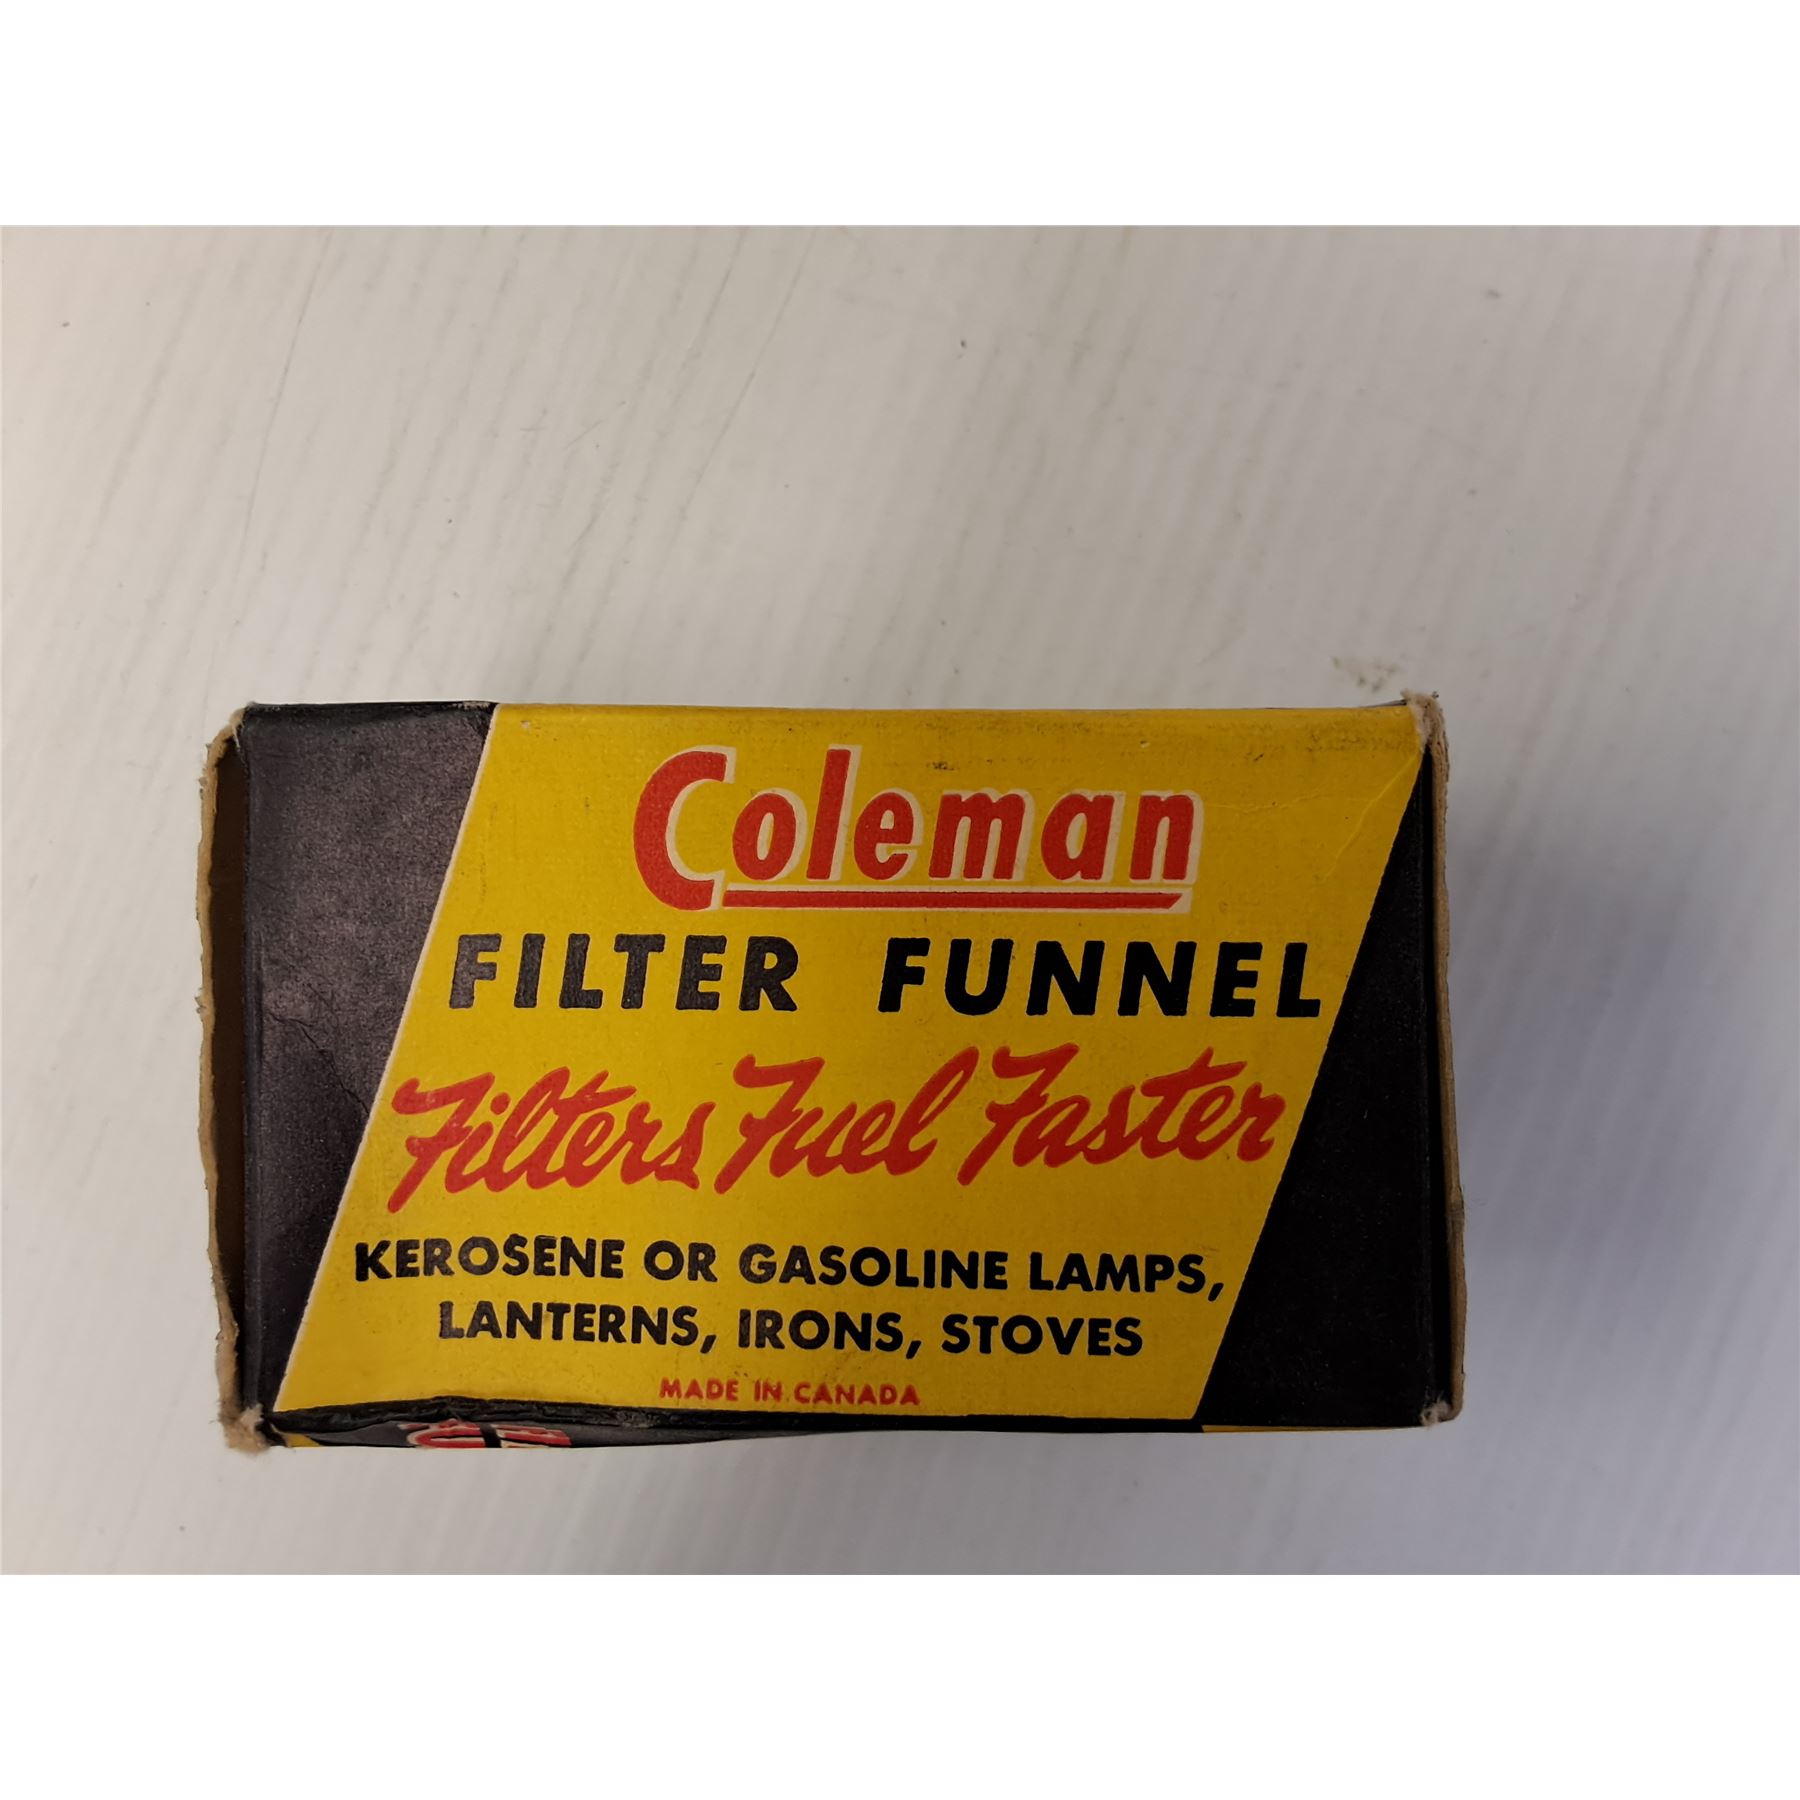 Coleman
FILTER FUNNEL
Filters Fuel Faster
KEROSENE OR GASOLINE LAMPS,
LANTERNS, IRONS, STOVES
MADE IN CANADA